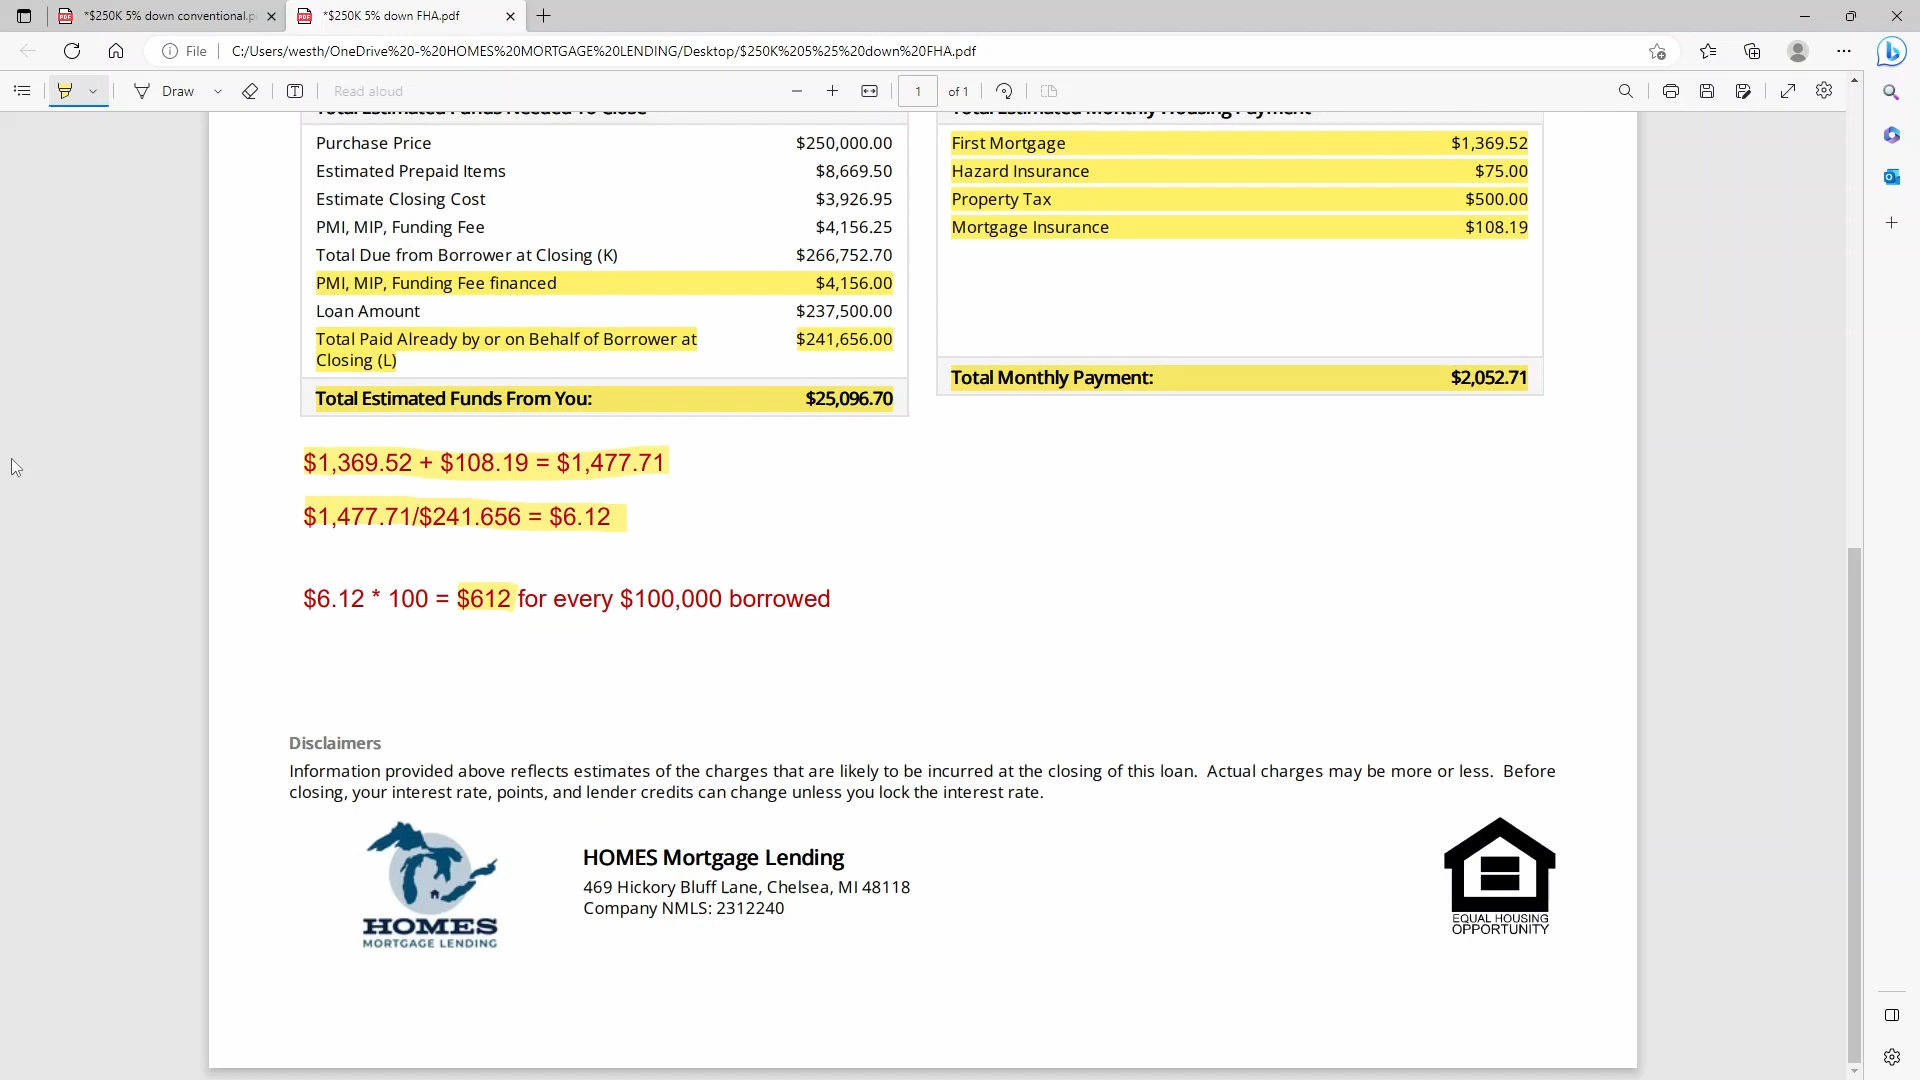 *$250K 5% down conventional.p
*$250K 5% down FHA.pdf
File
C:/Users/westh/OneDrive%20-%20HOMES%20MORTGAGE%20LENDING/Desktop/$250K%205%25%20down%20FHA.pdf
Draw
Read aloud
1
of 1
Total Estimated Funds Needed To Close
Total Estimated Monthly Housing Payment
Purchase Price $250,000.00
First Mortgage $1,369.52
Estimated Prepaid Items $8,669.50
Hazard Insurance $75.00
Estimate Closing Cost $3,926.95
Property Tax $500.00
PMI, MIP, Funding Fee $4,156.25
Mortgage Insurance $108.19
Total Due from Borrower at Closing (K) $266,752.70
PMI, MIP, Funding Fee financed $4,156.00
Loan Amount $237,500.00
Total Paid Already by or on Behalf of Borrower at $241,656.00
Closing (L)
Total Monthly Payment: $2,052.71
Total Estimated Funds From You: $25,096.70
$1,369.52 + $108.19 = $1,477.71
$1,477.71/$241.656 = $6.12
$6.12 * 100 = $612 for every $100,000 borrowed
Disclaimers
Information provided above reflects estimates of the charges that are likely to be incurred at the closing of this loan. Actual charges may be more or less. Before
closing, your interest rate, points, and lender credits can change unless you lock the interest rate.
HOMES
MORTGAGE LENDING
HOMES Mortgage Lending
469 Hickory Bluff Lane, Chelsea, MI 48118
Company NMLS: 2312240
EQUAL HOUSING
OPPORTUNITY